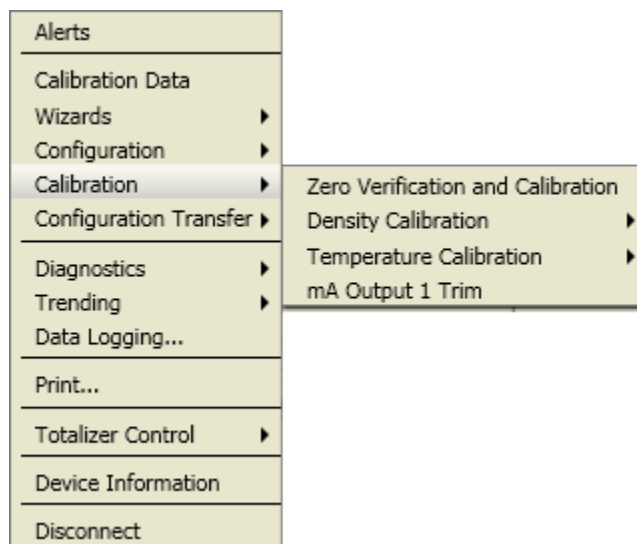 Alerts
Calibration Data
Wizards
Configuration
Calibration
Configuration Transfer
Diagnostics
Trending
Data Logging...
Print...
Totalizer Control
Device Information
Disconnect
Zero Verification and Calibration
Density Calibration
Temperature Calibration
mA Output 1 Trim